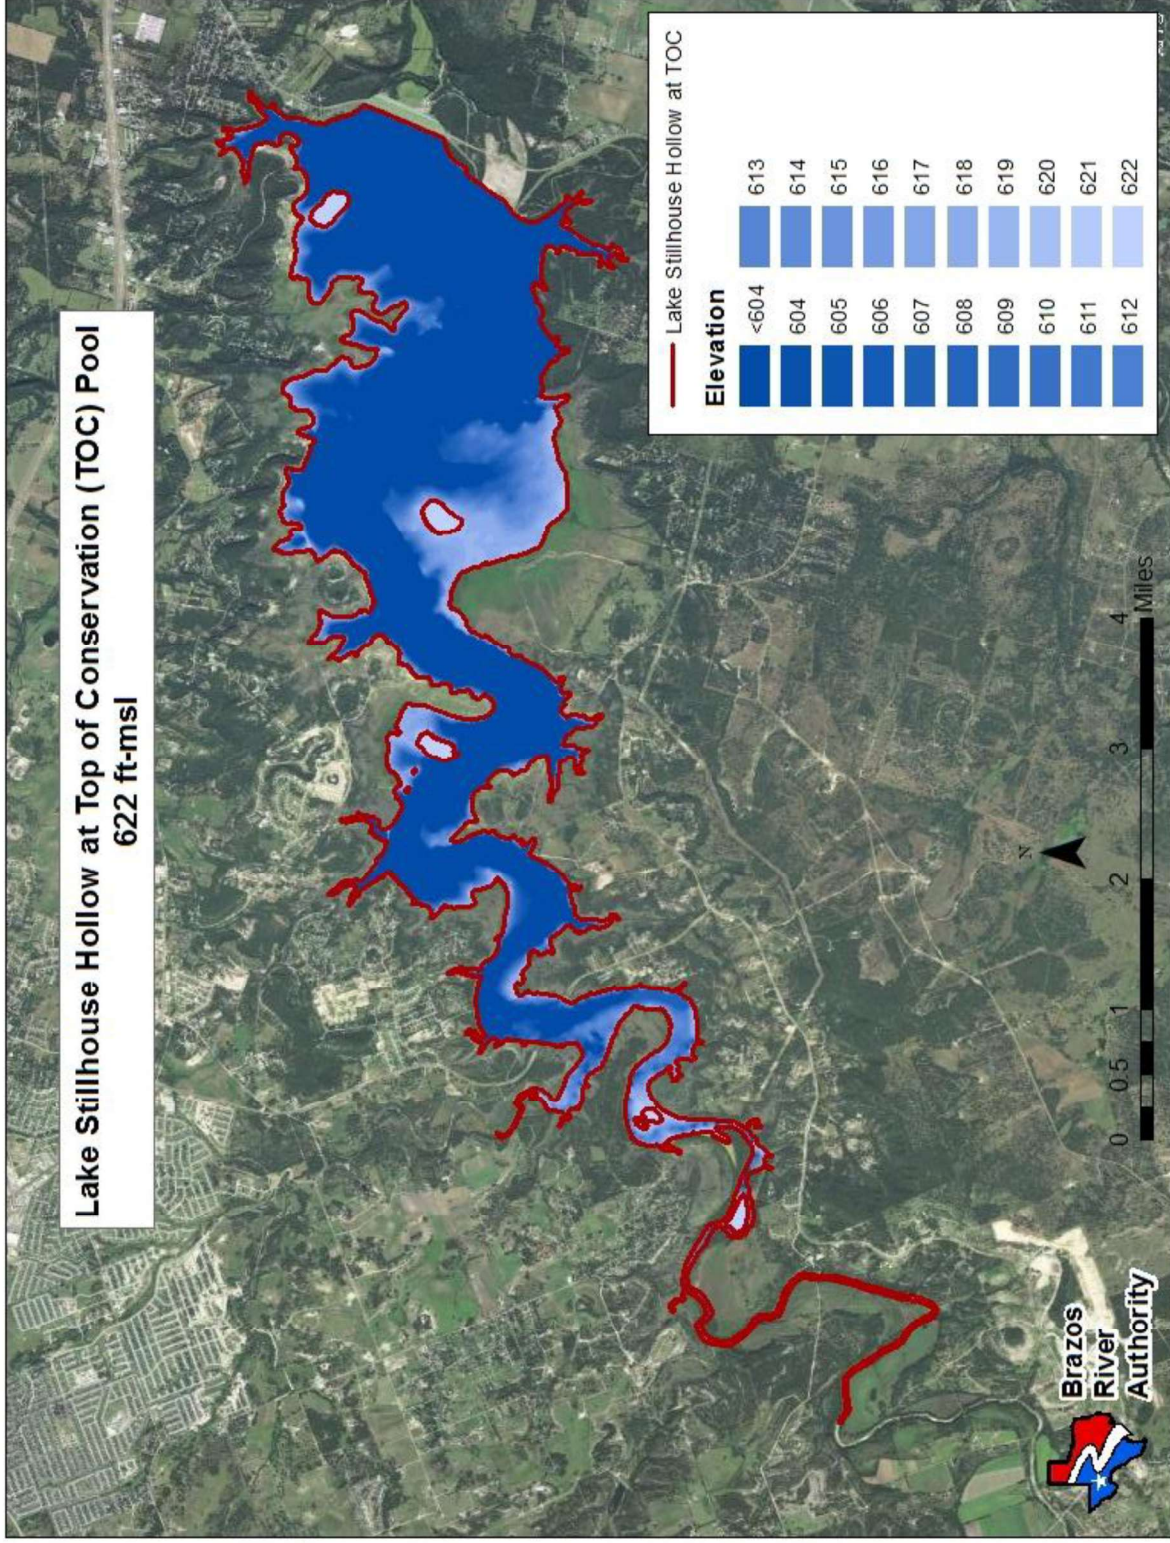 Lake Stillhouse Hollow at Top of Conservation (TOC) Pool
622 ft-msl
Lake Stillhouse Hollow at TOC
Elevation
<604 613
604 614
605 615
606 616
607 617
608 618
609 619
610 620
611 621
612 622
N
0 0.5 1 2 3 4
Miles
Brazos
River
Authority